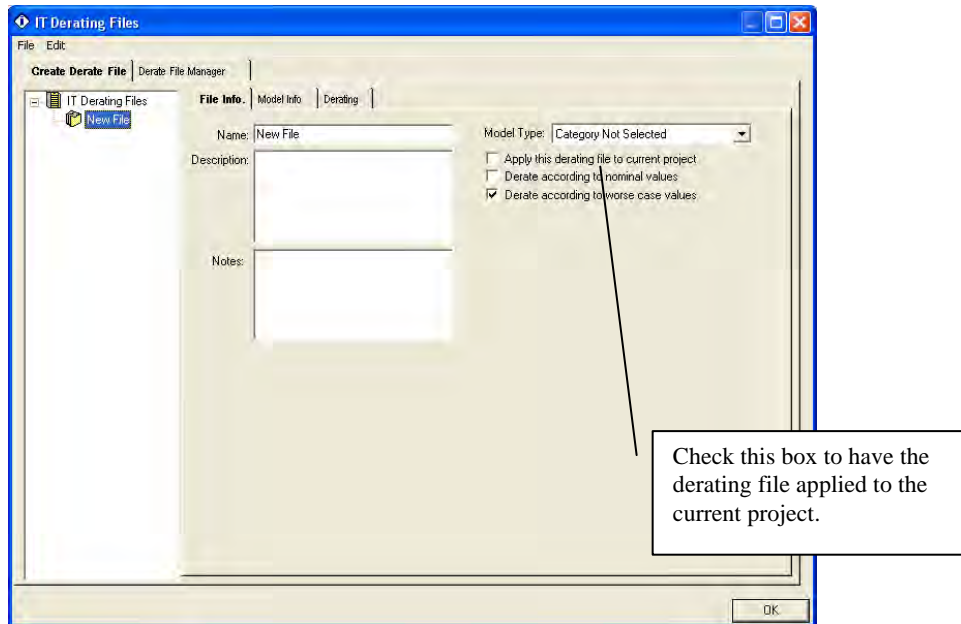 IT Derating Files
File Edit
Create Derate File Derate File Manager
IT Derating Files
New File
File Info. Model Info Derating
Name: New File
Description:
Notes:
Model Type: Category Not Selected
Apply this derating file to current project
Derate according to nominal values
Derate according to worse case values
Check this box to have the
derating file applied to the
current project.
OK